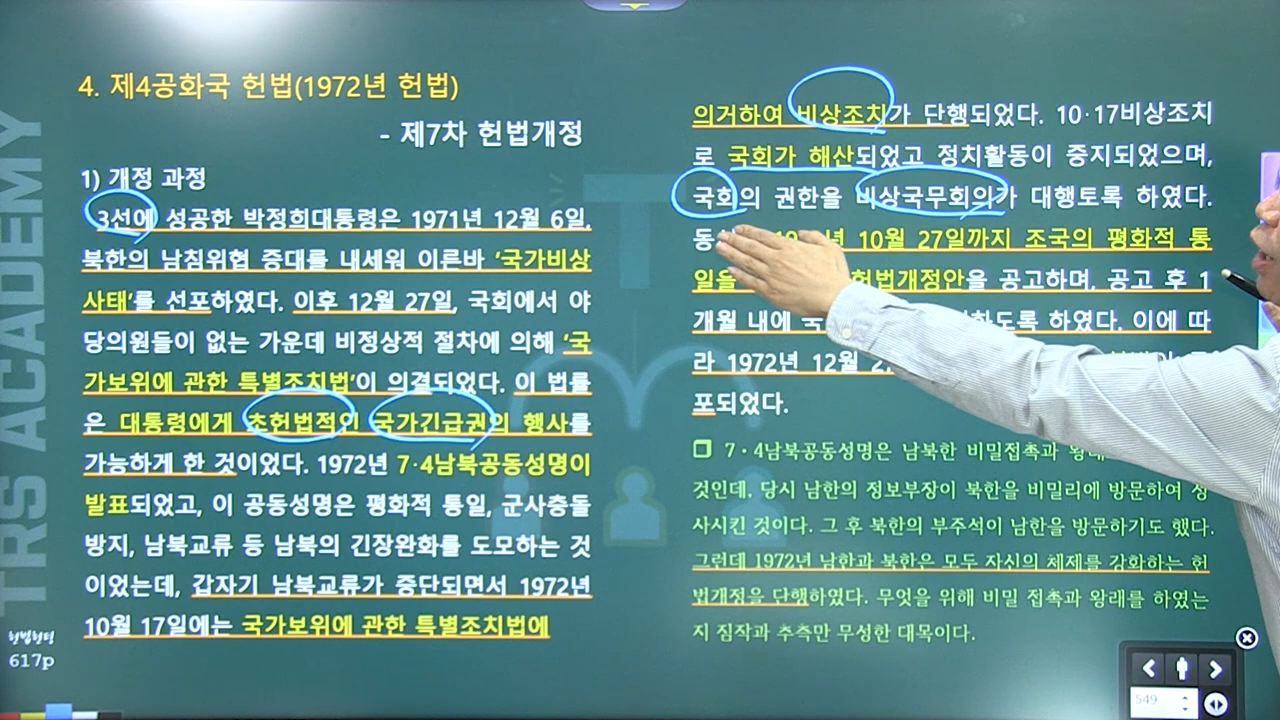 4. 제4공화국 헌법(1972년 헌법)
- 제7차 헌법개정
1) 개정 과정
3선에 성공한 박정희대통령은 1971년 12월 6일,
북한의 남침위협 증대를 내세워 이른바 ‘국가비상
사태’를 선포하였다. 이후 12월 27일, 국회에서 야
당의원들이 없는 가운데 비정상적 절차에 의해 ‘국
가보위에 관한 특별조치법’이 의결되었다. 이 법률
은 대통령에게 초헌법적인 국가긴급권의 행사를
가능하게 한 것이었다. 1972년 7·4남북공동성명이
발표되었고, 이 공동성명은 평화적 통일, 군사충돌
방지, 남북교류 등 남북의 긴장완화를 도모하는 것
이었는데, 갑자기 남북교류가 중단되면서 1972년
10월 17일에는 국가보위에 관한 특별조치법에
의거하여 비상조치가 단행되었다. 10·17비상조치
로 국회가 해산되었고 정치활동이 중지되었으며,
국회의 권한을 비상국무회의가 대행토록 하였다.
10월 27일까지 조국의 평화적 통
일을 헌법개정안을 공고하며, 공고 후 1
개월 내에 하였다. 이에 따
라 1972년 12월
포되었다.
❒ 7·4남북공동성명은 남북한 비밀접촉과
것인데, 당시 남한의 정보부장이 북한을 비밀리에 방문하여 성
사시킨 것이다. 그 후 북한의 부주석이 남한을 방문하기도 했다.
그런데 1972년 남한과 북한은 모두 자신의 체제를 강화하는 헌
법개정을 단행하였다. 무엇을 위해 비밀 접촉과 왕래를 하였는
지 짐작과 추측만 무성한 대목이다.
TRS ACADEMY
617p
549